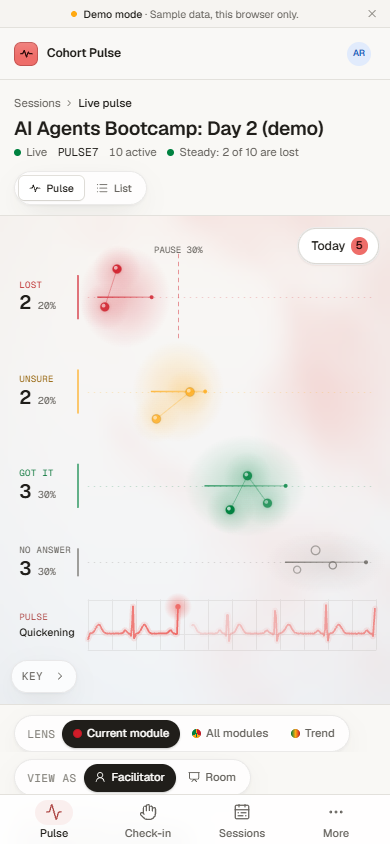 Demo mode · Sample data, this browser only.
Cohort Pulse
AR
Sessions > Live pulse
AI Agents Bootcamp: Day 2 (demo)
Live PULSE7 10 active Steady: 2 of 10 are lost
Pulse List
Today 5
PAUSE 30%
LOST
2 20%
UNSURE
2 20%
GOT IT
3 30%
NO ANSWER
3 30%
PULSE
Quickening
KEY >
LENS Current module All modules Trend
VIEW AS Facilitator Room
Pulse Check-in Sessions More